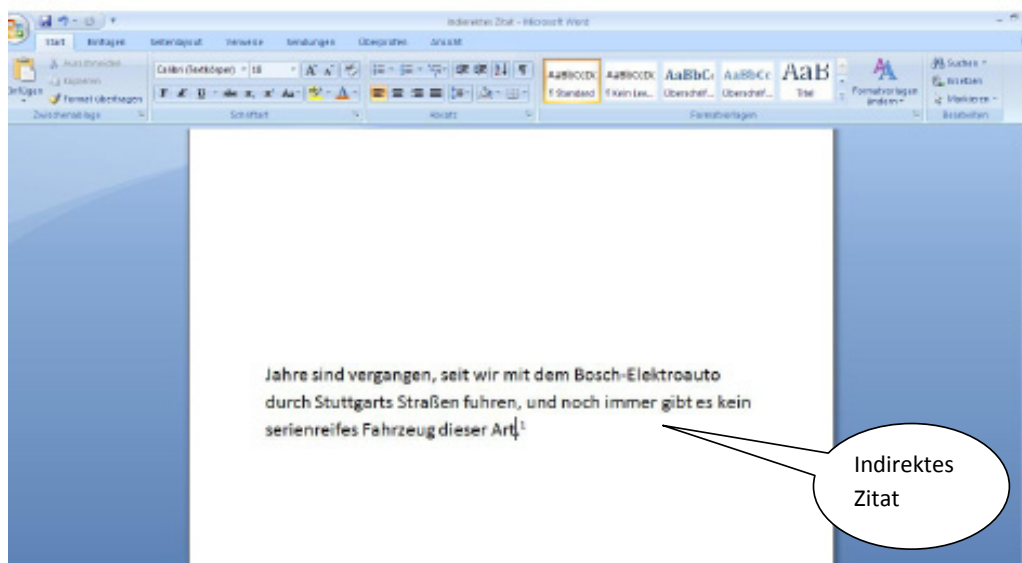 Indirektes Zitat - Microsoft Word
Start Einfügen Seitenlayout Verweise Sendungen Überprüfen Ansicht
Ausschneiden
Kopieren
Format übertragen
Zwischenablage
Calibri (Textkörper) 18
F K U abc
Schriftart
Absatz
AaBbCcDc AaBbCcDc AaBbC AaBbCc AaB
Standard Kein Lee... Überschrif... Überschrif... Titel
Formatvorlagen
ändern
Formatvorlagen
Suchen
Ersetzen
Markieren
Bearbeiten
Jahre sind vergangen, seit wir mit dem Bosch-Elektroauto
durch Stuttgarts Straßen fuhren, und noch immer gibt es kein
serienreifes Fahrzeug dieser Art.¹
Indirektes
Zitat